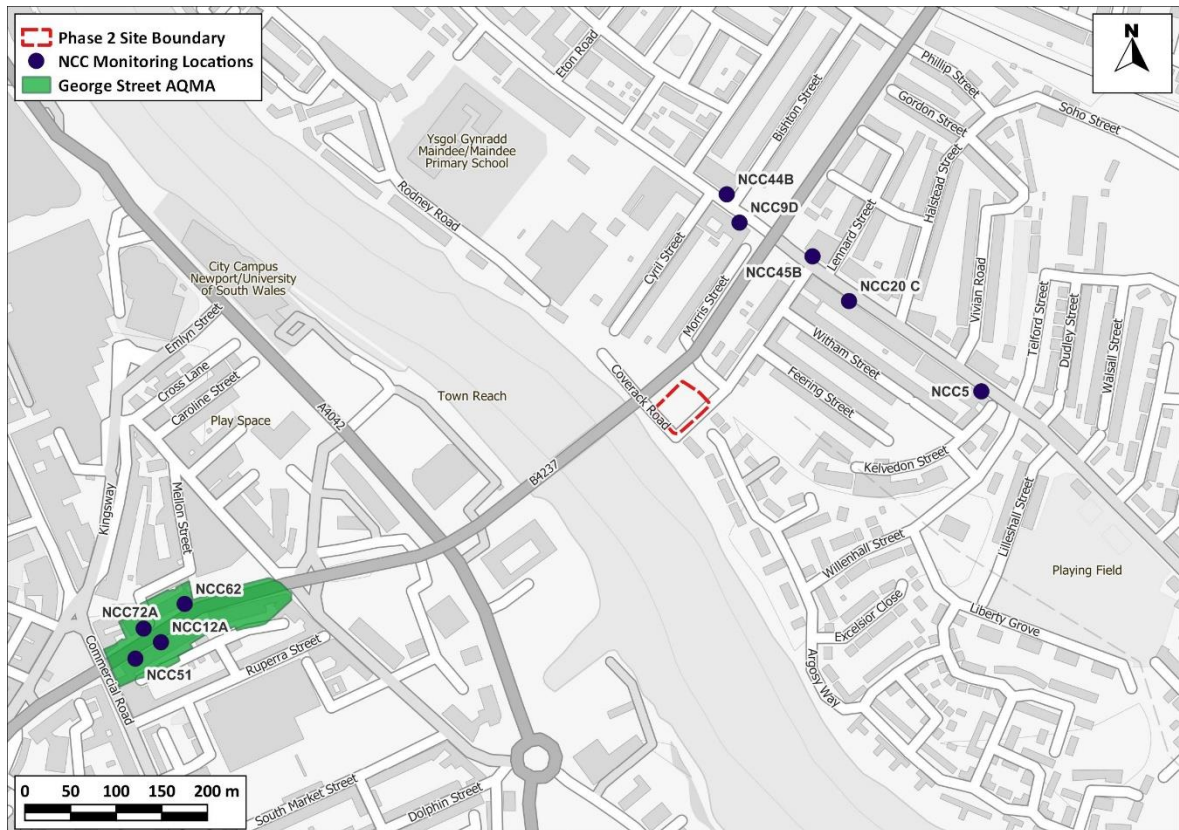 Phase 2 Site Boundary
NCC Monitoring Locations
George Street AQMA
N
Eton Road
Phillip Street
Gordon Street
Soho Street
Bishton Street
Ysgol Gynradd
Maindee/Maindee
Primary School
Halstead Street
NCC44B
Rodney Road
NCC9D
Lennard Street
Cyril Street
NCC45B
City Campus
Newport/University
of South Wales
NCC20 C
Vivian Road
Morris Street
Telford Street
Dudley Street
Walsall Street
Emlyn Street
Cross Lane
Witham Street
Caroline Street
Coverack Road
Feering Street
NCC5
Town Reach
A4042
Play Space
Kelvedon Street
B4237
Kingsway
Mellon Street
Lilleshall Street
Willenhall Street
Playing Field
NCC62
Excelsior Close
Liberty Grove
NCC72A
NCC12A
Ruperra Street
NCC51
Commercial Road
Argosy Way
0 50 100 150 200 m
South Market Street
Dolphin Street